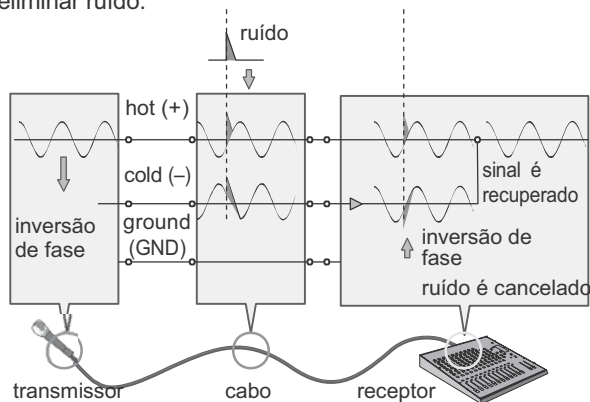 eliminar ruído.
ruído
hot (+)
cold (–)
ground
(GND)
inversão
de fase
sinal é
recuperado
inversão de
fase
ruído é cancelado
transmissor
cabo
receptor